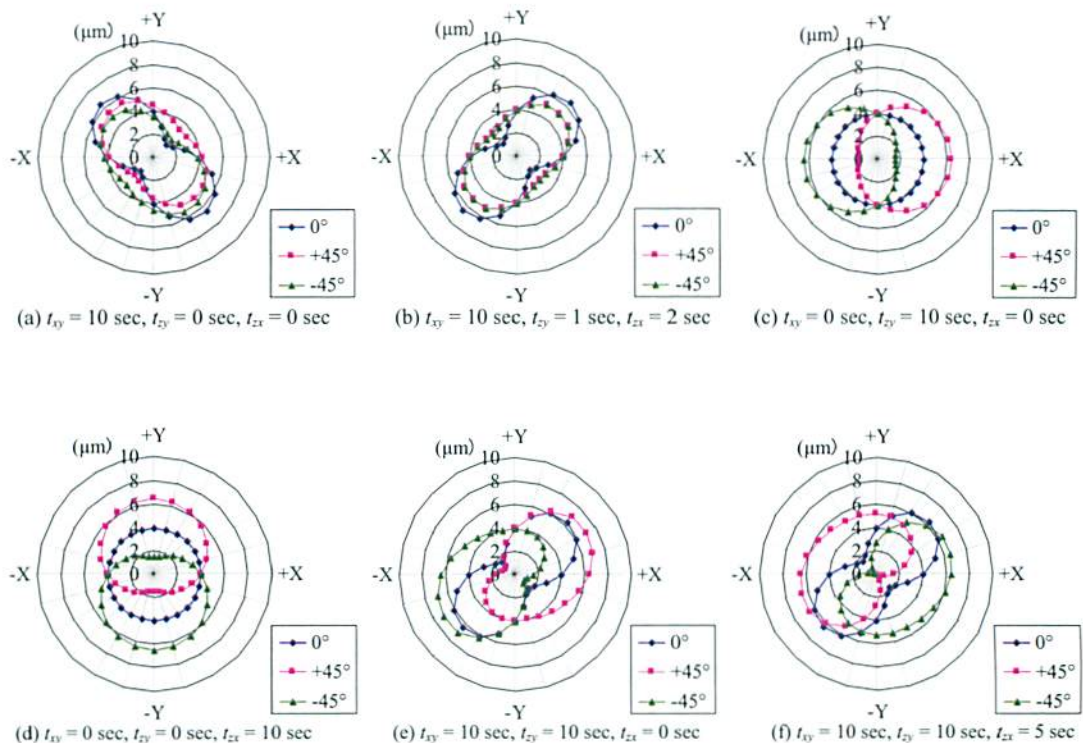 +Y
(μm)
10
8
6
4
2
0
-X
+X
-Y
0°
+45°
-45°
(a) txy = 10 sec, tzy = 0 sec, tzx = 0 sec
+Y
(μm)
10
8
6
4
2
0
-X
+X
-Y
0°
+45°
-45°
(b) txy = 10 sec, tzy = 1 sec, tzx = 2 sec
+Y
(μm)
10
8
6
4
2
0
-X
+X
-Y
0°
+45°
-45°
(c) txy = 0 sec, tzy = 10 sec, tzx = 0 sec
+Y
(μm)
10
8
6
4
2
0
-X
+X
-Y
0°
+45°
-45°
(d) txy = 0 sec, tzy = 0 sec, tzx = 10 sec
+Y
(μm)
10
8
6
4
2
0
-X
+X
-Y
0°
+45°
-45°
(e) txy = 10 sec, tzy = 10 sec, tzx = 0 sec
+Y
(μm)
10
8
6
4
2
0
-X
+X
-Y
0°
+45°
-45°
(f) txy = 10 sec, tzy = 10 sec, tzx = 5 sec